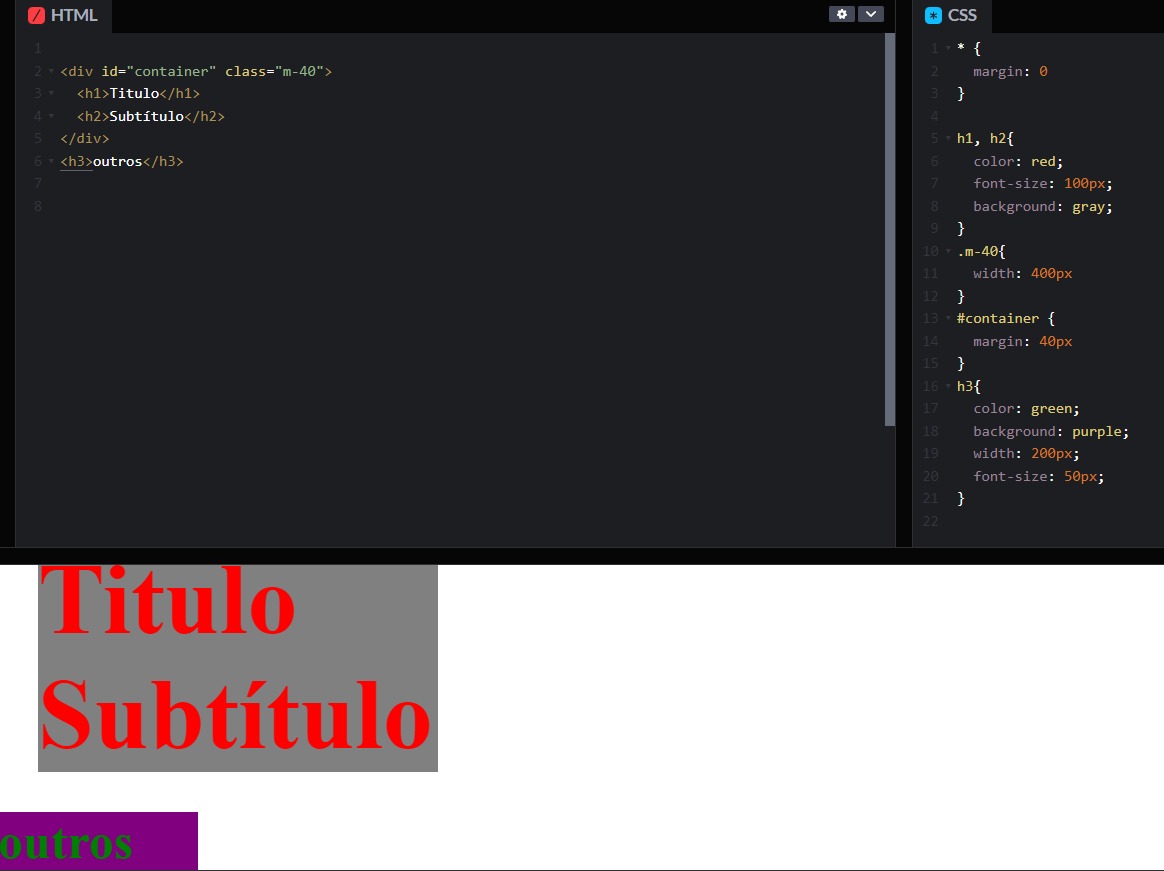 HTML
1
2 <div id="container" class="m-40">
3 <h1>Titulo</h1>
4 <h2>Subtítulo</h2>
5 </div>
6 <h3>outros</h3>
7
8
CSS
1 * {
2 margin: 0
3 }
4
5 h1, h2{
6 color: red;
7 font-size: 100px;
8 background: gray;
9 }
10 .m-40{
11 width: 400px
12 }
13 #container {
14 margin: 40px
15 }
16 h3{
17 color: green;
18 background: purple;
19 width: 200px;
20 font-size: 50px;
21 }
22
Titulo
Subtítulo
outros